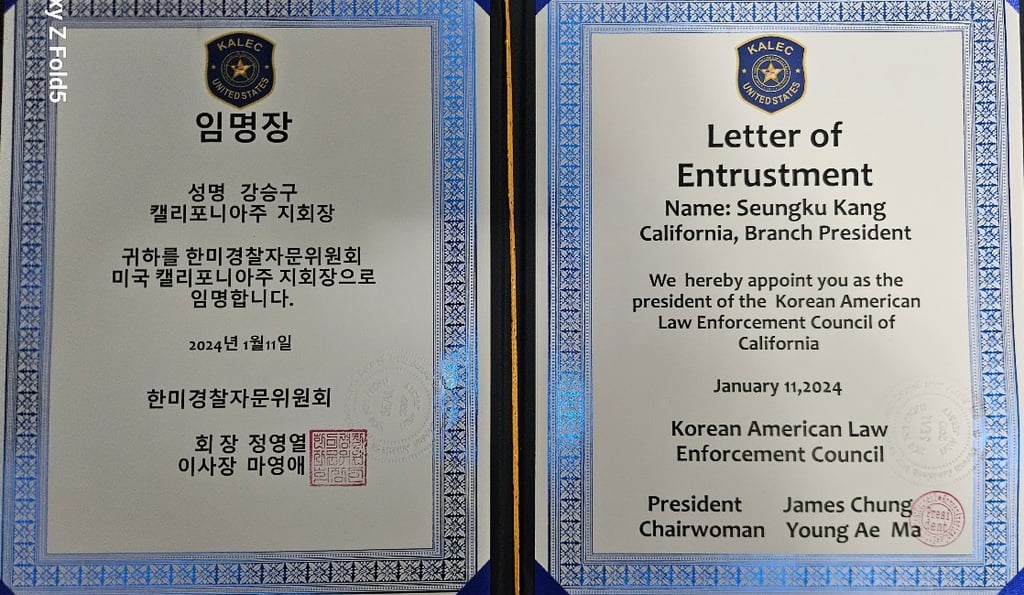 xy Z Fold5
KALEC
UNITED STATES
임명장
성명 강승구
캘리포니아주 지회장
귀하를 한미경찰자문위원회
미국 캘리포니아주 지회장으로
임명합니다.
2024년 1월11일
한미경찰자문위원회
회 장 정영열
이사장 마영애
KALEC
UNITED STATES
Letter of
Entrustment
Name: Seungku Kang
California, Branch President
We hereby appoint you as the
president of the Korean American
Law Enforcement Council of
California
January 11,2024
Korean American Law
Enforcement Council
President James Chung
Chairwoman Young Ae Ma
Presi
dent